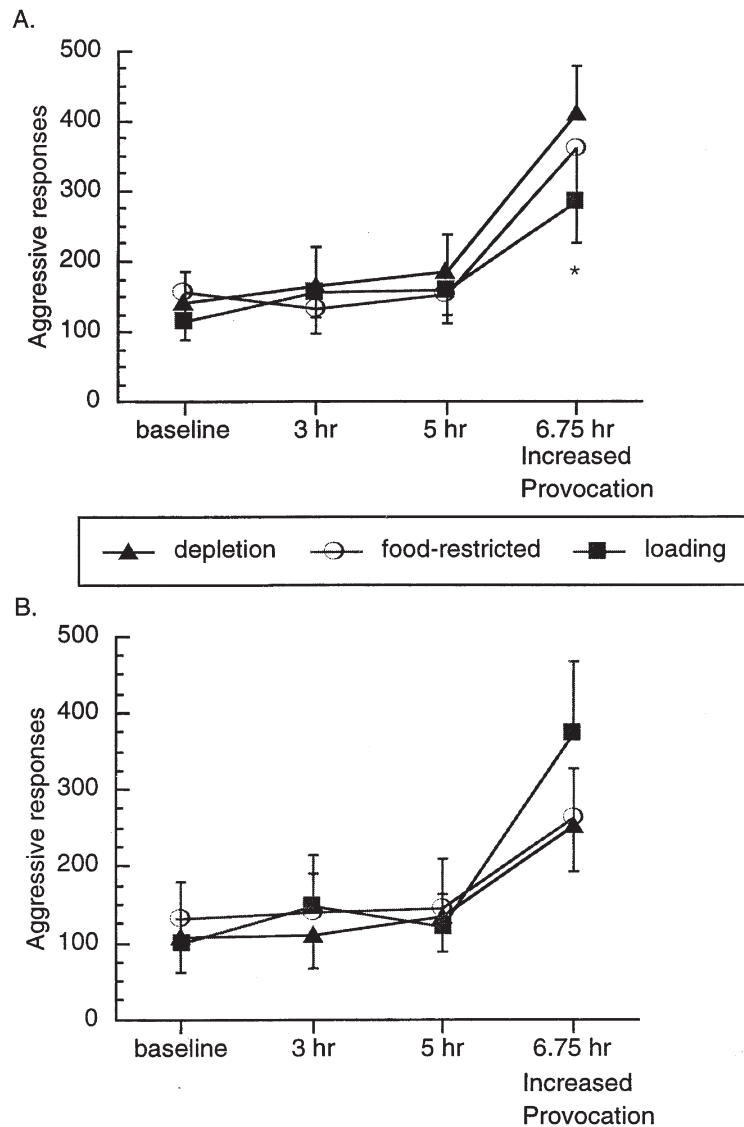 A.
Aggressive responses
500
400
300
200
100
0
*
baseline 3 hr 5 hr 6.75 hr
Increased
Provocation
depletion food-restricted loading
B.
Aggressive responses
500
400
300
200
100
0
baseline 3 hr 5 hr 6.75 hr
Increased
Provocation